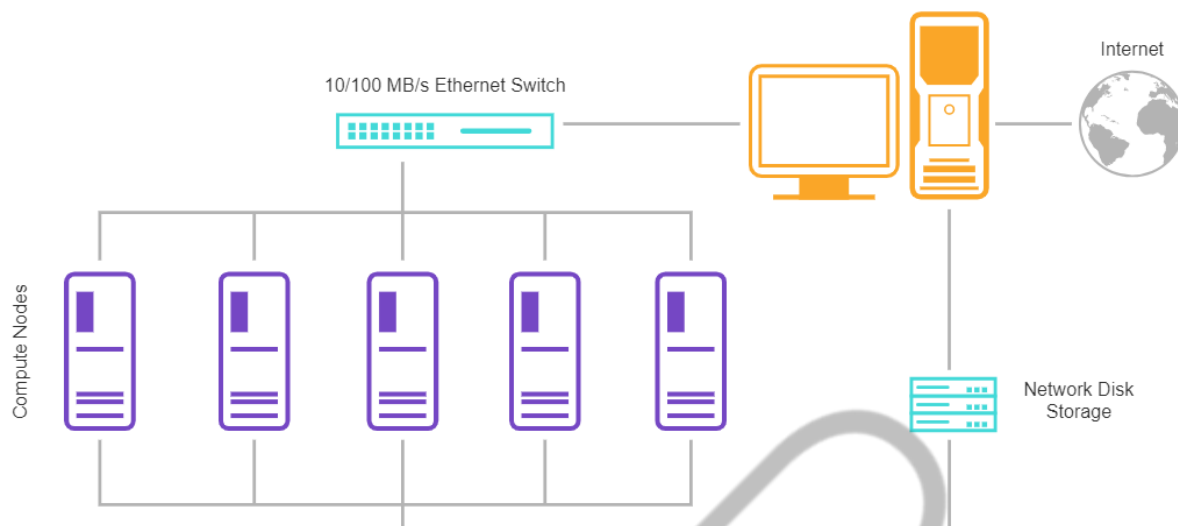 Internet
10/100 MB/s Ethernet Switch
Compute Nodes
Network Disk
Storage